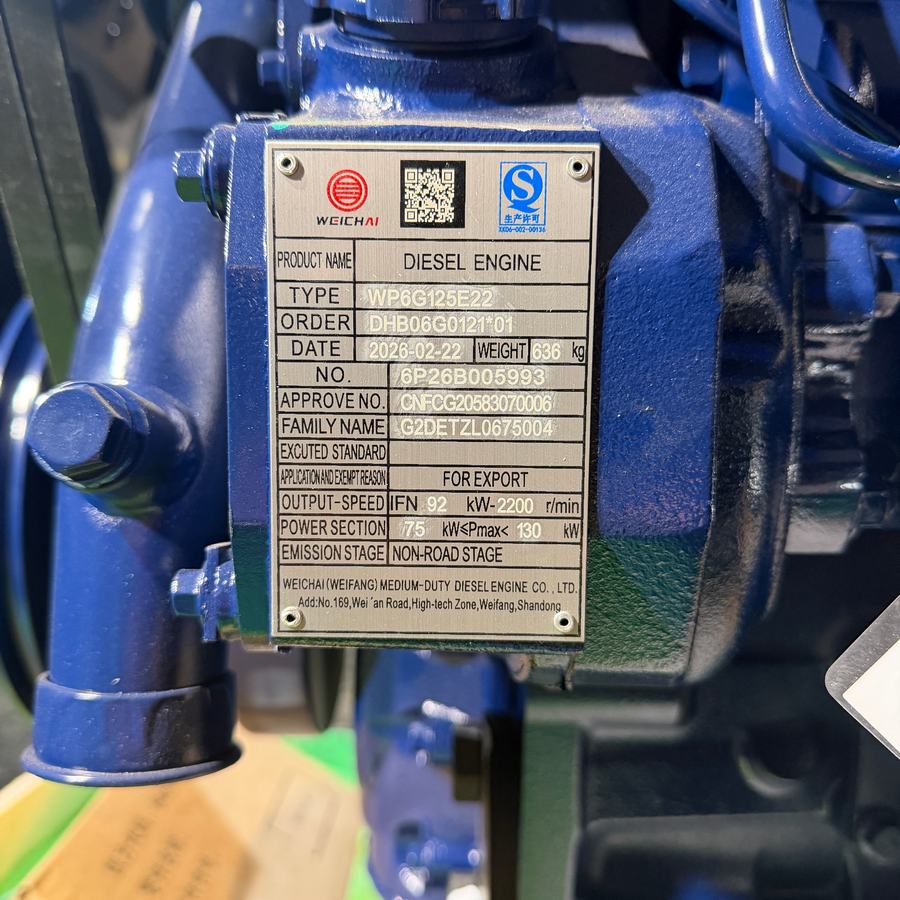 WEICHAI
生产许可
XK06-002-00136
PRODUCT NAME DIESEL ENGINE
TYPE WP6G125E22
ORDER DHB06G0121*01
DATE 2026-02-22 WEIGHT 636 kg
NO. 6P26B005993
APPROVE NO. CNFCG20583070006
FAMILY NAME G2DETZL0675004
EXCUTED STANDARD
APPLICATION AND EXEMPT REASON FOR EXPORT
OUTPUT-SPEED IFN 92 kW-2200 r/min
POWER SECTION 75 kW≤Pmax< 130 kW
EMISSION STAGE NON-ROAD STAGE
WEICHAI(WEIFANG) MEDIUM-DUTY DIESELENGINE CO., LTD.
Add:No.169,Wei´an Road,High-tech Zone,Weifang,Shandong